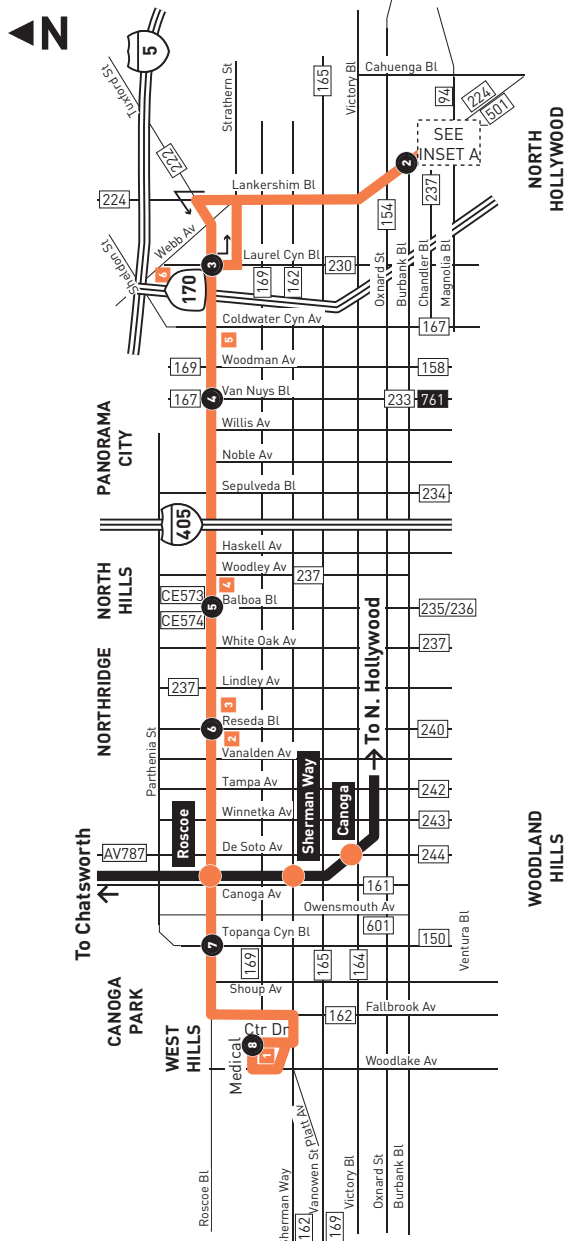 N
5
Tuxford St
Strathern St
165
Victory Bl
Cahuenga Bl
94
224
501
222
SEE
INSET A
NORTH
HOLLYWOOD
2
224
Lankershim Bl
237
154
Webb Av
Sheldon St
6
3
Laurel Cyn Bl
230
169
162
Oxnard St
Burbank Bl
Chandler Bl
Magnolia Bl
170
Coldwater Cyn Av
167
5
169
Woodman Av
158
167
4
Van Nuys Bl
233
761
PANORAMA
CITY
Willis Av
Noble Av
Sepulveda Bl
234
405
Haskell Av
Woodley Av
237
NORTH
HILLS
CE573
CE574
4
5
Balboa Bl
235/236
White Oak Av
237
237
Lindley Av
NORTHRIDGE
3
6
Reseda Bl
240
2
To N. Hollywood
Parthenia St
Vanalden Av
Tampa Av
242
Roscoe
Sherman Way
Canoga
Winnetka Av
243
AV787
De Soto Av
244
To Chatsworth
Canoga Av
161
WOODLAND
HILLS
Owensmouth Av
601
7
Topanga Cyn Bl
150
Ventura Bl
169
165
164
Shoup Av
CANOGA
PARK
162
Fallbrook Av
WEST
HILLS
Medical
Ctr Dr
8
1
Woodlake Av
Roscoe Bl
Sherman Way
162
Vanowen St
Platt Av
169
Victory Bl
Oxnard St
Burbank Bl